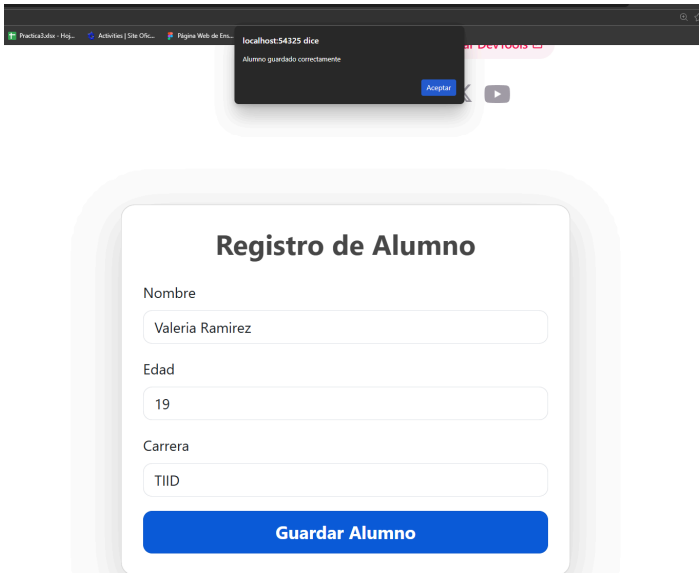 Practica3.xlsx - Hoj...
Activities | Site Ofic...
Página Web de Ens...
localhost:54325 dice
Alumno guardado correctamente
Aceptar
DevTools
Registro de Alumno
Nombre
Valeria Ramirez
Edad
19
Carrera
TIID
Guardar Alumno